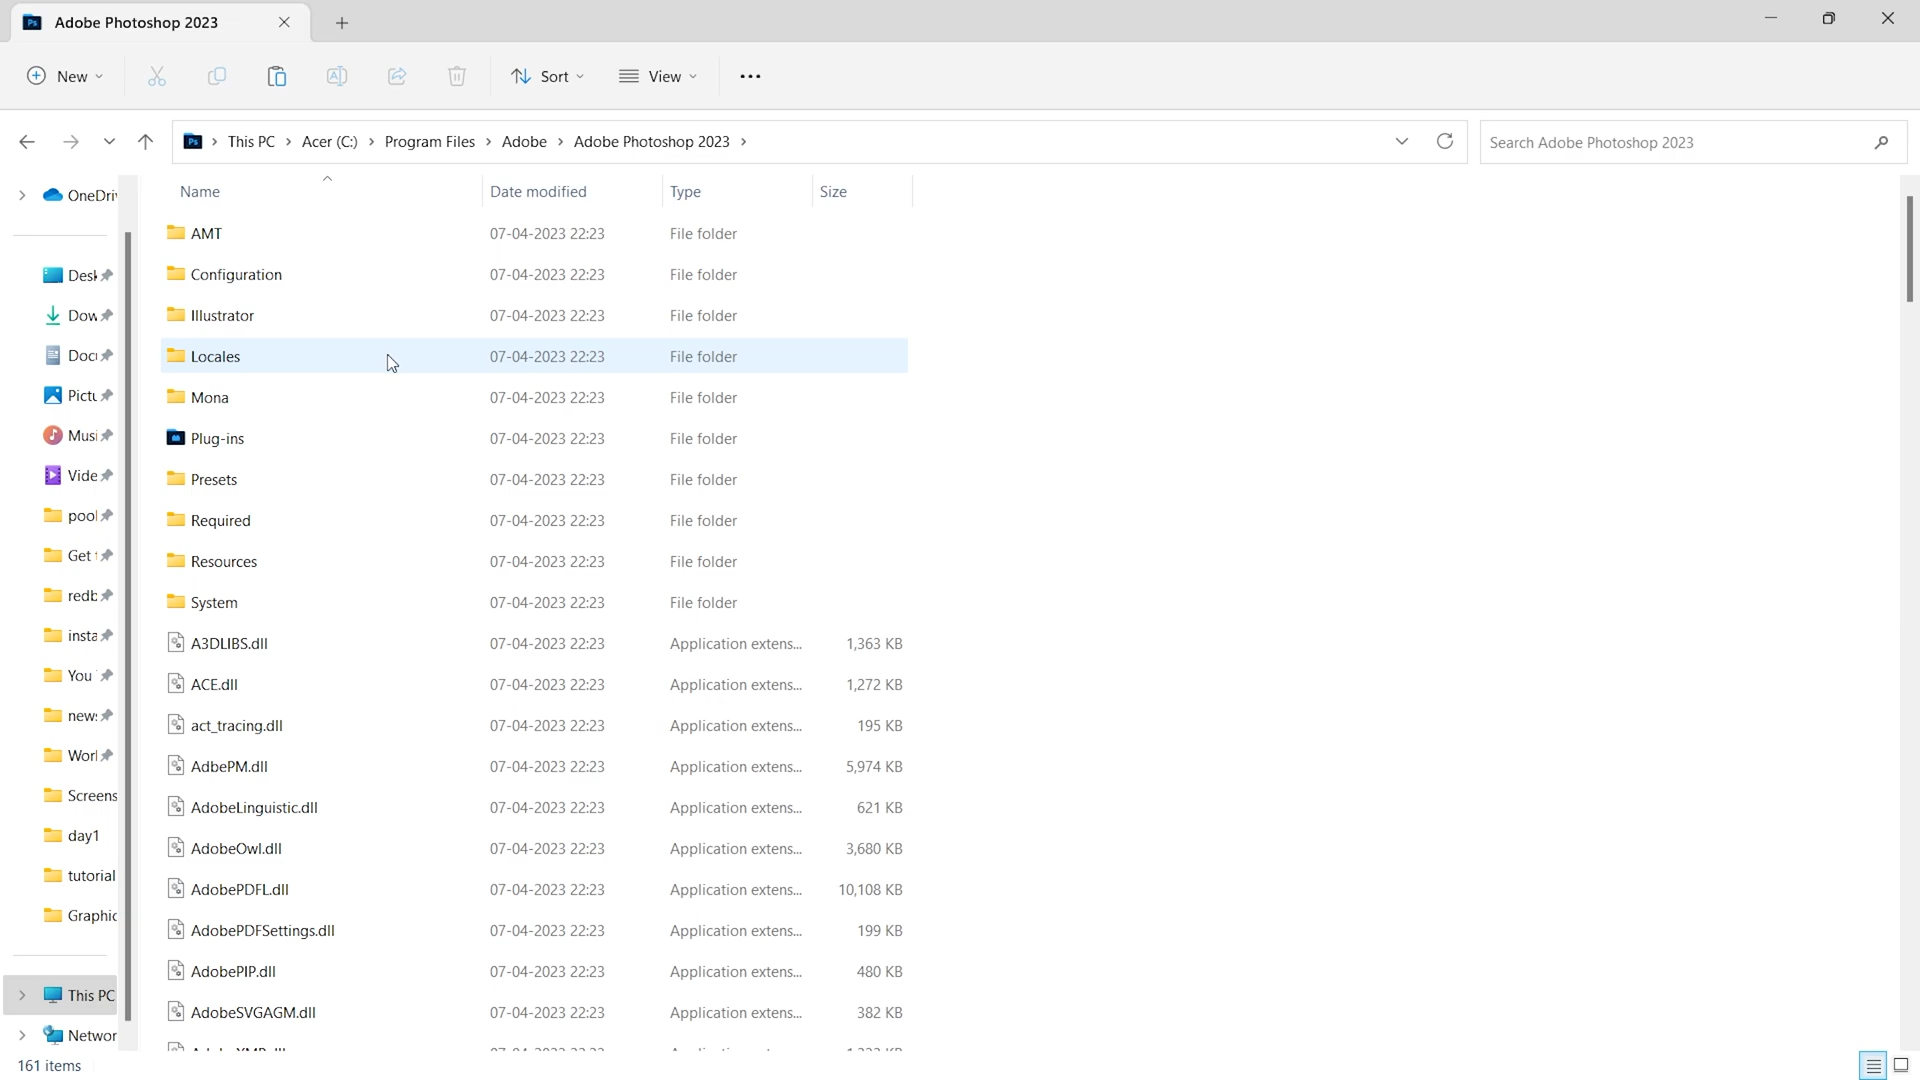 Adobe Photoshop 2023
New
Sort
View
This PC > Acer (C:) > Program Files > Adobe > Adobe Photoshop 2023 >
Search Adobe Photoshop 2023
Name Date modified Type Size
AMT 07-04-2023 22:23 File folder
Configuration 07-04-2023 22:23 File folder
Illustrator 07-04-2023 22:23 File folder
Locales 07-04-2023 22:23 File folder
Mona 07-04-2023 22:23 File folder
Plug-ins 07-04-2023 22:23 File folder
Presets 07-04-2023 22:23 File folder
Required 07-04-2023 22:23 File folder
Resources 07-04-2023 22:23 File folder
System 07-04-2023 22:23 File folder
A3DLIBS.dll 07-04-2023 22:23 Application extens... 1,363 KB
ACE.dll 07-04-2023 22:23 Application extens... 1,272 KB
act_tracing.dll 07-04-2023 22:23 Application extens... 195 KB
AdbePM.dll 07-04-2023 22:23 Application extens... 5,974 KB
AdobeLinguistic.dll 07-04-2023 22:23 Application extens... 621 KB
AdobeOwl.dll 07-04-2023 22:23 Application extens... 3,680 KB
AdobePDFL.dll 07-04-2023 22:23 Application extens... 10,108 KB
AdobePDFSettings.dll 07-04-2023 22:23 Application extens... 199 KB
AdobePIP.dll 07-04-2023 22:23 Application extens... 480 KB
AdobeSVGAGM.dll 07-04-2023 22:23 Application extens... 382 KB
OneDri
Desk
Dow
Doc
Pictu
Musi
Vide
pool
Get
redb
insta
You
new
Worl
Screens
day1
tutorial
Graphic
This PC
Networ
161 items